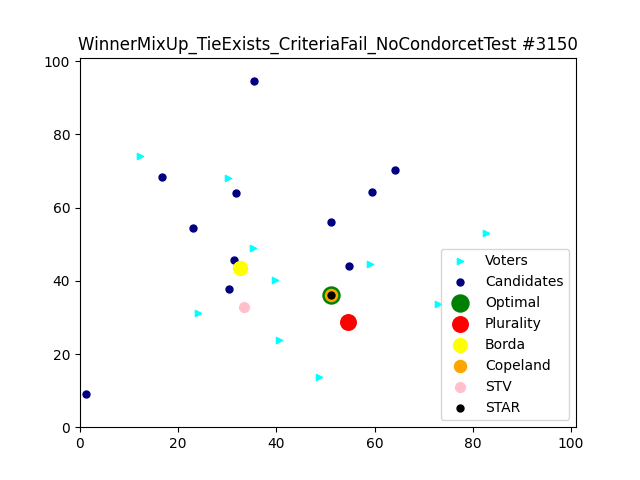 WinnerMixUp_TieExists_CriteriaFail_NoCondorcetTest #3150
100
80
60
40
20
0
0 20 40 60 80 100
Voters
Candidates
Optimal
Plurality
Borda
Copeland
STV
STAR